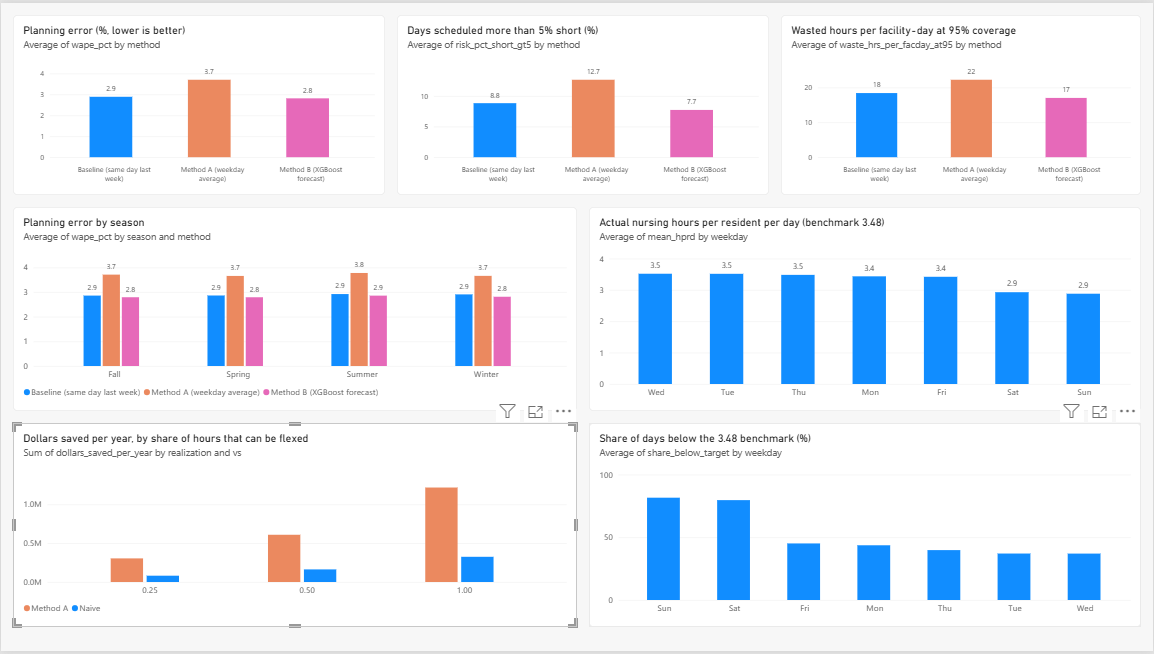 Planning error (%, lower is better)
Average of wape_pct by method
4
3
2
1
0
2.9
3.7
2.8
Baseline (same day last
week)
Method A (weekday
average)
Method B (XGBoost
forecast)
Days scheduled more than 5% short (%)
Average of risk_pct_short_gt5 by method
10
5
0
8.8
12.7
7.7
Baseline (same day last
week)
Method A (weekday
average)
Method B (XGBoost
forecast)
Wasted hours per facility-day at 95% coverage
Average of waste_hrs_per_facday_at95 by method
20
10
0
18
22
17
Baseline (same day last
week)
Method A (weekday
average)
Method B (XGBoost
forecast)
Planning error by season
Average of wape_pct by season and method
4
3
2
1
0
2.9 3.7 2.8
2.9 3.7 2.8
2.9 3.8 2.9
2.9 3.7 2.8
Fall Spring Summer Winter
Baseline (same day last week) Method A (weekday average) Method B (XGBoost forecast)
Actual nursing hours per resident per day (benchmark 3.48)
Average of mean_hprd by weekday
4
3
2
1
0
3.5 3.5 3.5 3.4 3.4 2.9 2.9
Wed Tue Thu Mon Fri Sat Sun
Dollars saved per year, by share of hours that can be flexed
Sum of dollars_saved_per_year by realization and vs
1.0M
0.5M
0.0M
0.25 0.50 1.00
Method A Naive
Share of days below the 3.48 benchmark (%)
Average of share_below_target by weekday
100
50
0
Sun Sat Fri Mon Thu Tue Wed